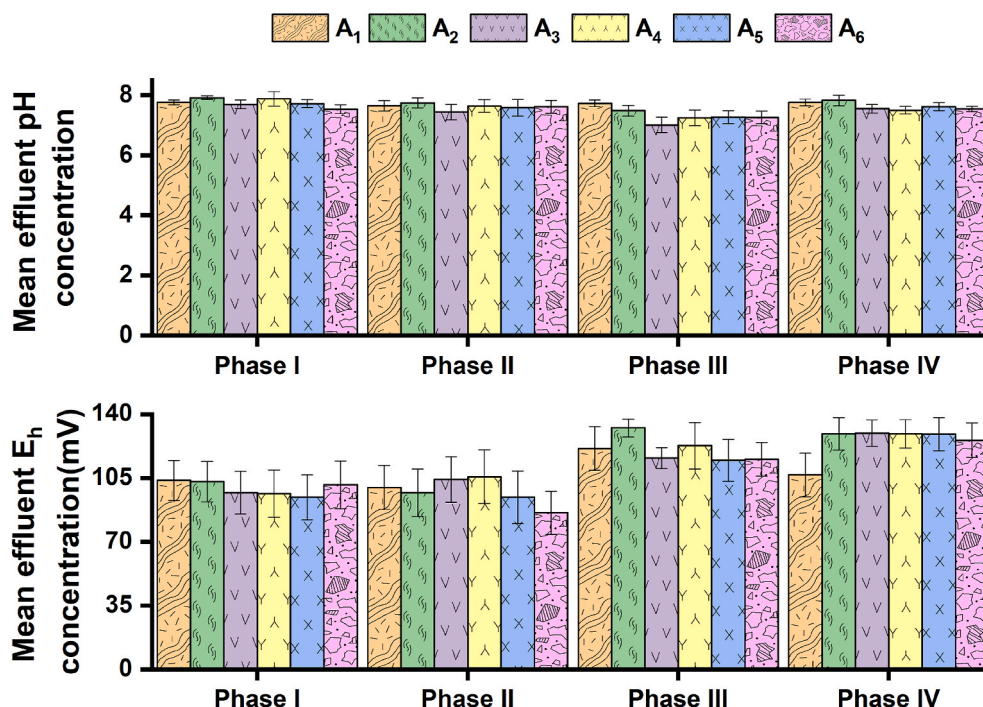 A₁ A₂ A₃ A₄ A₅ A₆
Mean effluent pH
concentration
8
6
4
2
0
Phase I Phase II Phase III Phase IV
Mean effluent Eₕ
concentration(mV)
140
105
70
35
0
Phase I Phase II Phase III Phase IV